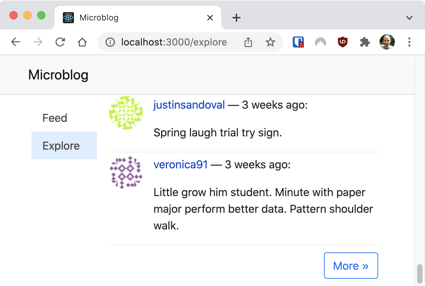 Microblog
localhost:3000/explore
Microblog
Feed
Explore
justinsandoval — 3 weeks ago:
Spring laugh trial try sign.
veronica91 — 3 weeks ago:
Little grow him student. Minute with paper
major perform better data. Pattern shoulder
walk.
More »